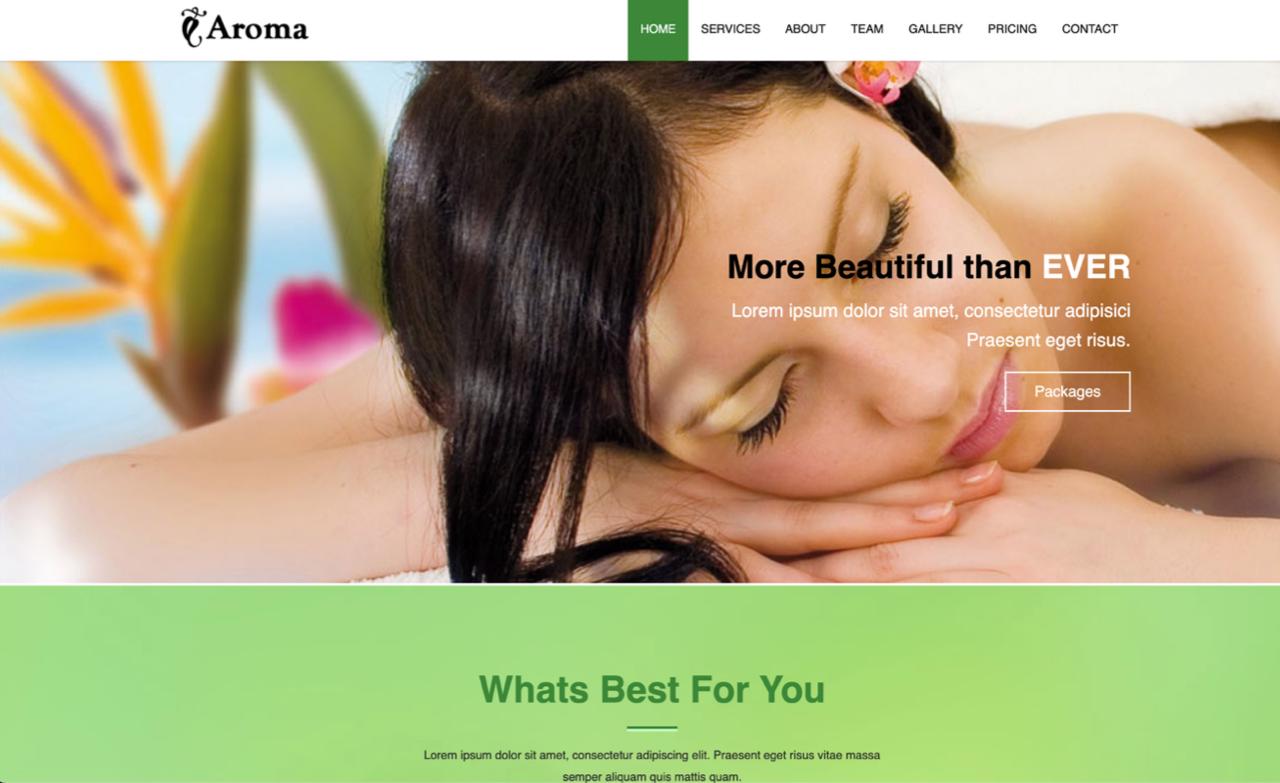 Aroma
HOME SERVICES ABOUT TEAM GALLERY PRICING CONTACT
More Beautiful than EVER
Lorem ipsum dolor sit amet, consectetur adipisici
Praesent eget risus.
Packages
Whats Best For You
Lorem ipsum dolor sit amet, consectetur adipiscing elit. Praesent eget risus vitae massa
semper aliquam quis mattis quam.